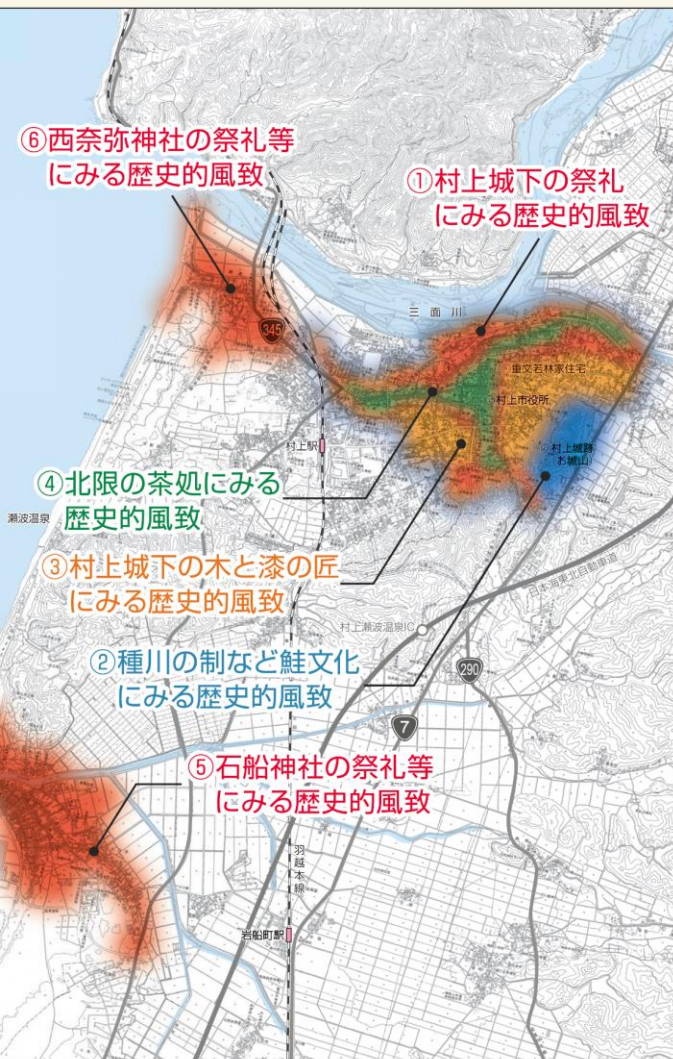 ⑥西奈弥神社の祭礼等
にみる歴史的風致
①村上城下の祭礼
にみる歴史的風致
三面川
345
重文若林家住宅
村上市役所
村上駅
村上城跡
お城山
④北限の茶処にみる
歴史的風致
瀬波温泉
③村上城下の木と漆の匠
にみる歴史的風致
日本海東北自動車道
村上瀬波温泉IC
②種川の制など鮭文化
にみる歴史的風致
290
7
⑤石船神社の祭礼等
にみる歴史的風致
羽越本線
岩船町駅